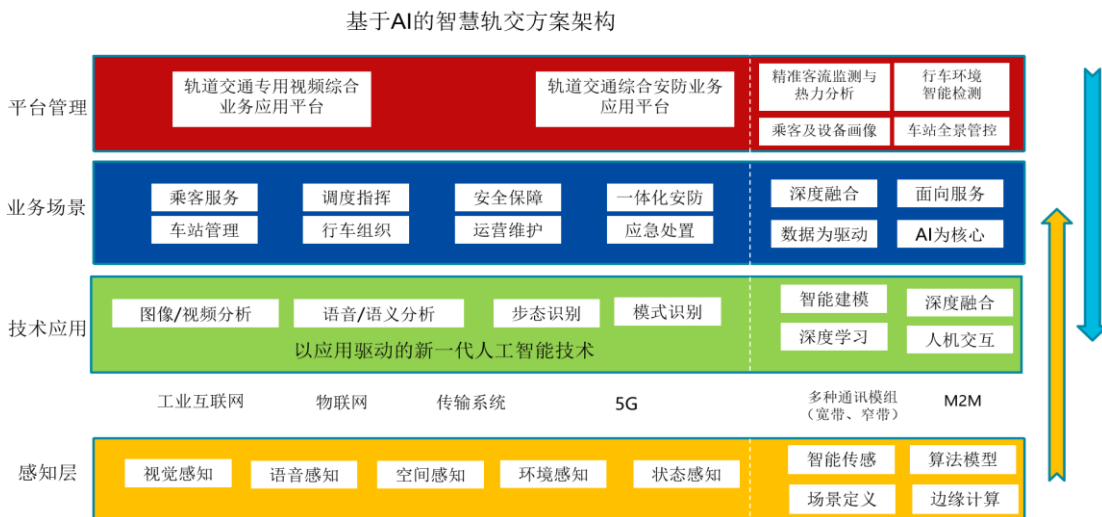 基于AI的智慧轨交方案架构
平台管理
轨道交通专用视频综合
业务应用平台
轨道交通综合安防业务
应用平台
精准客流监测与
热力分析
行车环境
智能检测
乘客及设备画像
车站全景管控
业务场景
乘客服务
调度指挥
安全保障
一体化安防
深度融合
面向服务
车站管理
行车组织
运营维护
应急处置
数据为驱动
AI为核心
技术应用
图像/视频分析
语音/语义分析
步态识别
模式识别
智能建模
深度融合
以应用驱动的新一代人工智能技术
深度学习
人机交互
工业互联网
物联网
传输系统
5G
多种通讯模组
（宽带、窄带）
M2M
感知层
视觉感知
语音感知
空间感知
环境感知
状态感知
智能传感
算法模型
场景定义
边缘计算